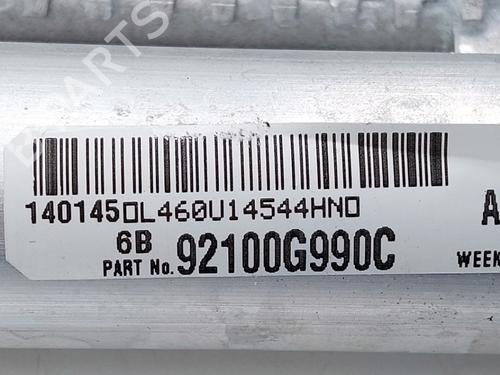 140145OL460U14544HNO
6B
PART No. 92100G990C
A
WEEK